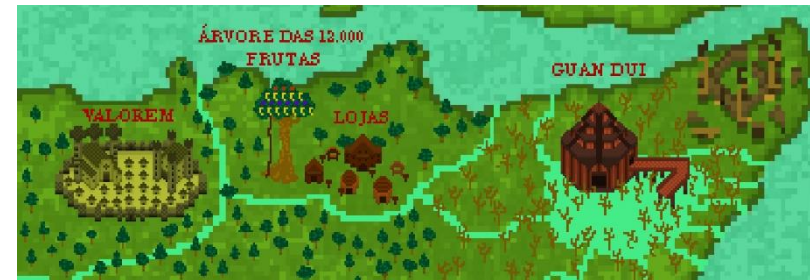 ÁRVORE DAS 12.000
FRUTAS
GUAN DUI
VALOREM
LOJAS